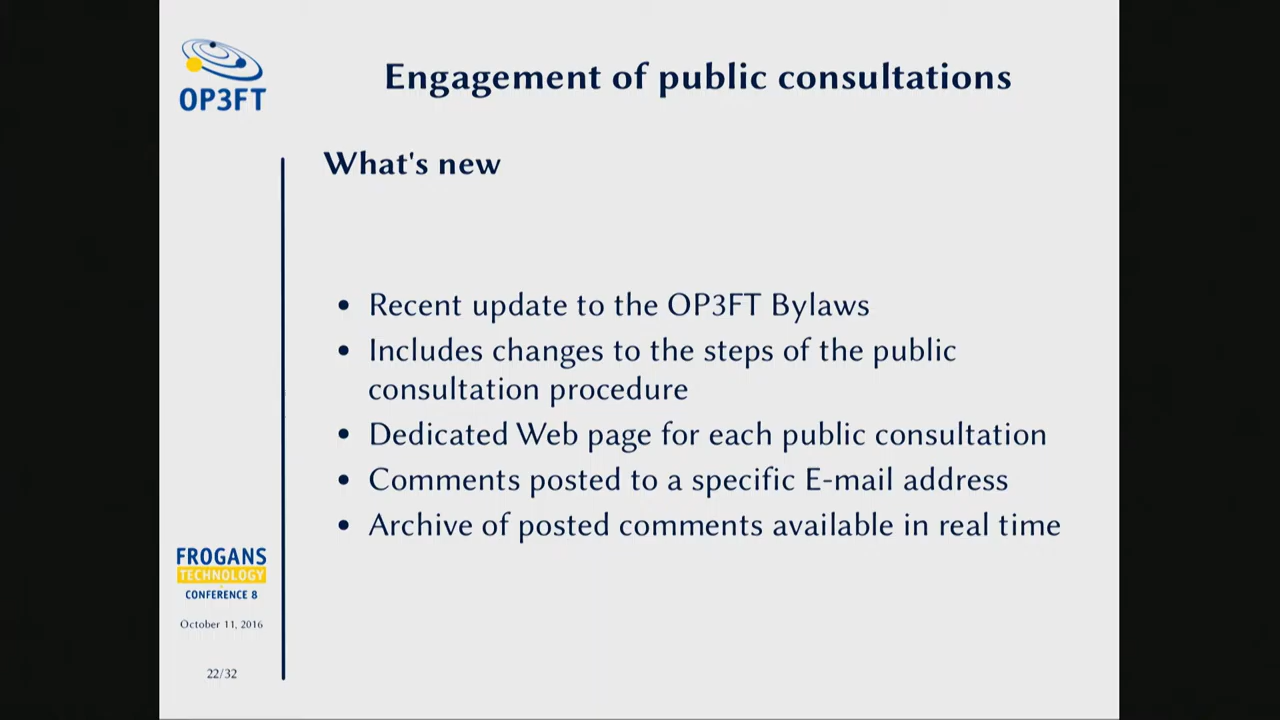 OP3FT
Engagement of public consultations
What's new
• Recent update to the OP3FT Bylaws
• Includes changes to the steps of the public
consultation procedure
• Dedicated Web page for each public consultation
• Comments posted to a specific E-mail address
• Archive of posted comments available in real time
FROGANS
TECHNOLOGY
CONFERENCE 8
October 11, 2016
22/32